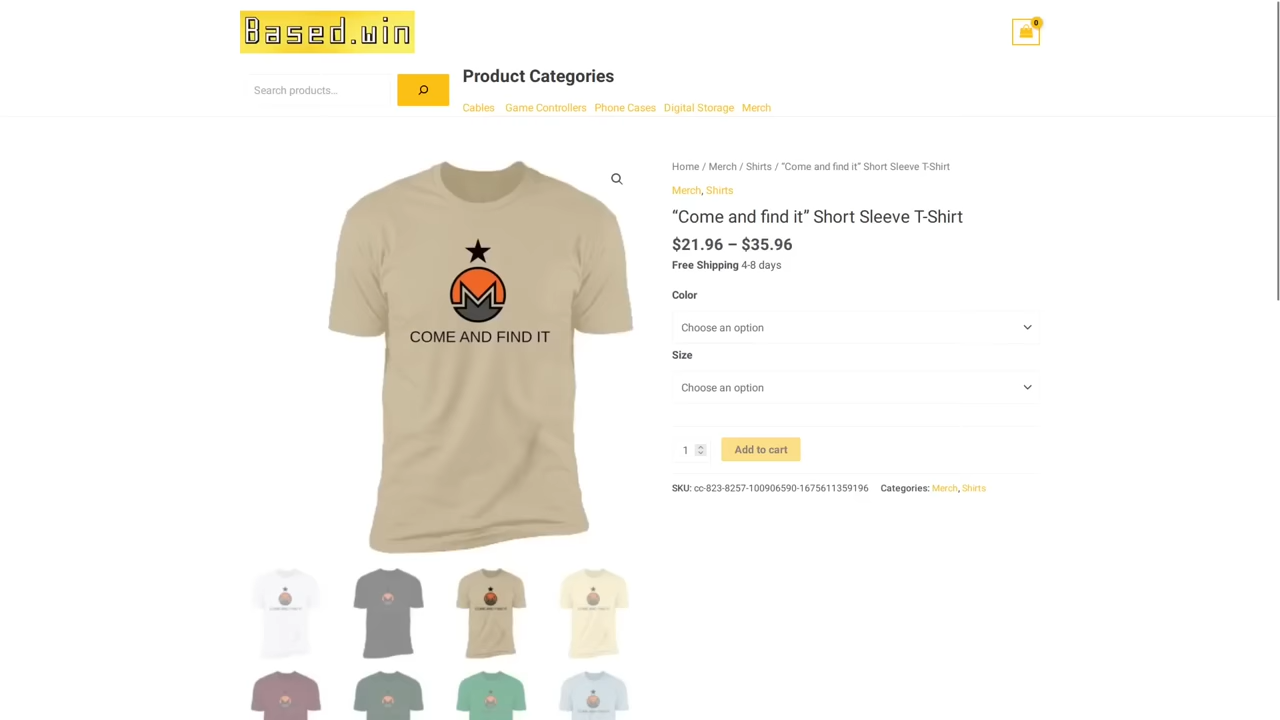 Based.win
0
Search products...
Product Categories
Cables Game Controllers Phone Cases Digital Storage Merch
Home / Merch / Shirts / “Come and find it” Short Sleeve T-Shirt
Merch, Shirts
“Come and find it” Short Sleeve T-Shirt
$21.96 – $35.96
Free Shipping 4-8 days
Color
Choose an option
Size
Choose an option
1 Add to cart
SKU: cc-823-8257-100906590-1675611359196 Categories: Merch, Shirts
COME AND FIND IT